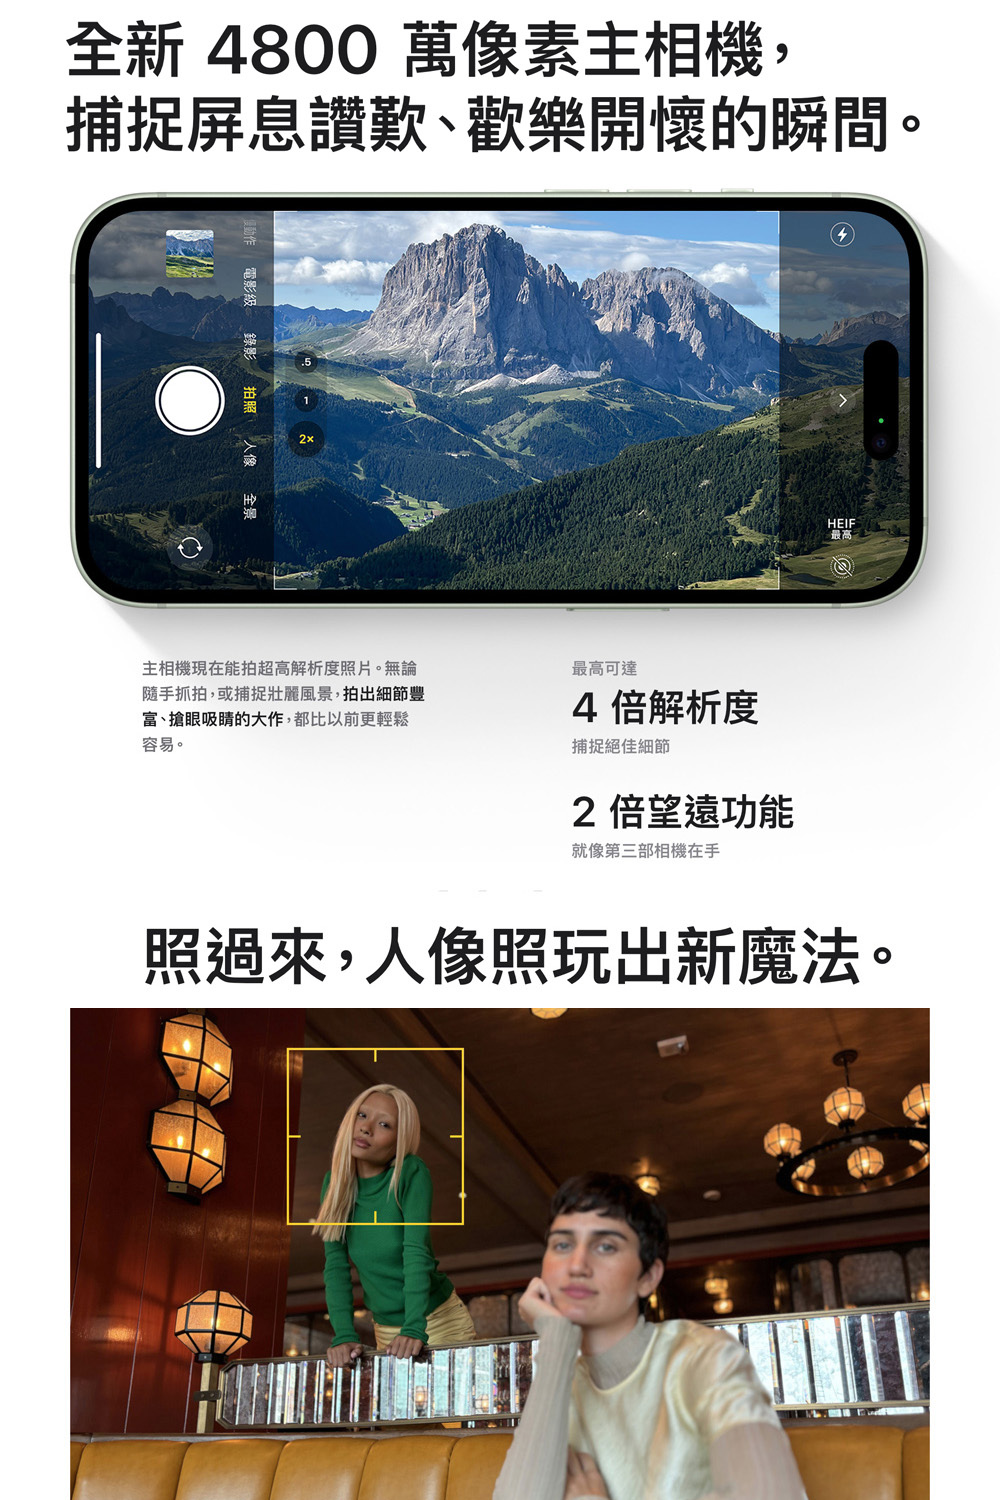 全新 4800 萬像素主相機，
捕捉屏息讚歎、歡樂開懷的瞬間。
動作
電影級
錄影
拍照
人像
全景
.5
1
2×
HEIF
最高
主相機現在能拍超高解析度照片。無論
隨手抓拍，或捕捉壯麗風景，拍出細節豐
富、搶眼吸睛的大作，都比以前更輕鬆
容易。
最高可達
4 倍解析度
捕捉絕佳細節
2 倍望遠功能
就像第三部相機在手
照過來，人像照玩出新魔法。